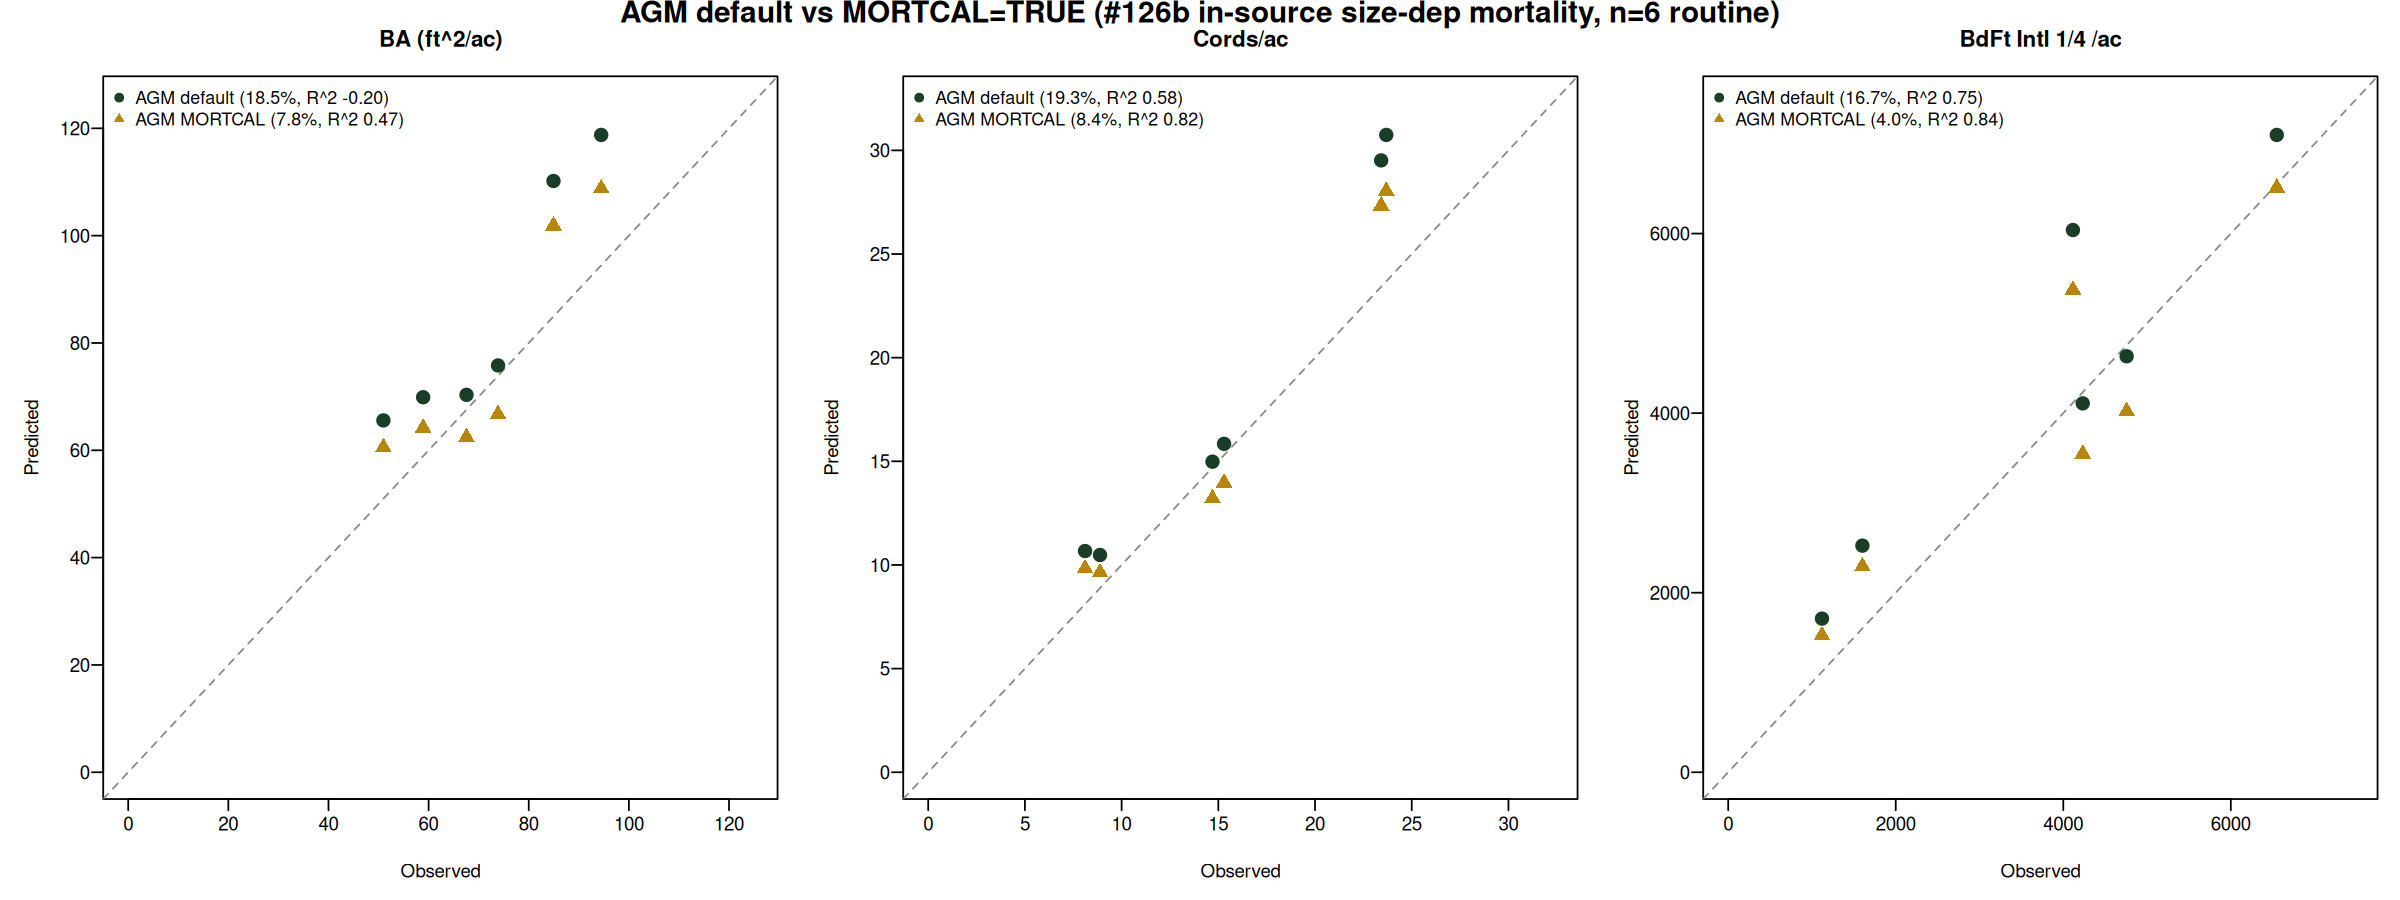 AGM default vs MORTCAL=TRUE (#126b in-source size-dep mortality, n=6 routine)
BA (ft^2/ac)
AGM default (18.5%, R^2 -0.20)
AGM MORTCAL (7.8%, R^2 0.47)
120
100
80
60
40
20
0
Predicted
0 20 40 60 80 100 120
Observed
Cords/ac
AGM default (19.3%, R^2 0.58)
AGM MORTCAL (8.4%, R^2 0.82)
30
25
20
15
10
5
0
Predicted
0 5 10 15 20 25 30
Observed
BdFt Intl 1/4 /ac
AGM default (16.7%, R^2 0.75)
AGM MORTCAL (4.0%, R^2 0.84)
6000
4000
2000
0
Predicted
0 2000 4000 6000
Observed